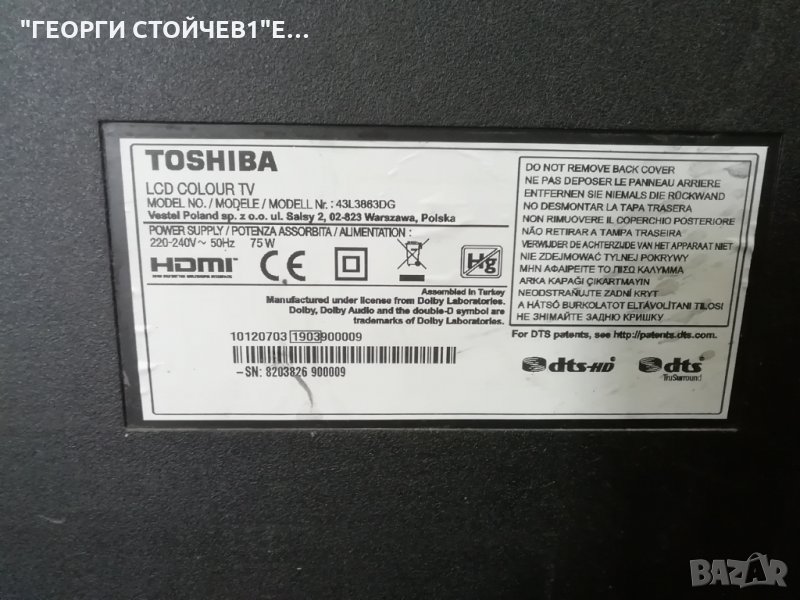 "ГЕОРГИ СТОЙЧЕВ1"Е...
TOSHIBA
LCD COLOUR TV
MODEL NO./ MODELE / MODELL Nr. :43L3863DG
Vestel Poland sp. z o.o. ul. Salsy 2, 02-823 Warszawa, Polska
POWER SUPPLY / POTENZA ASSORBITA / ALIMENTATION :
220-240V~ 50Hz 75 W
HDMI
CE
Hg
Assembled in Turkey
Manufactured under license from Dolby Laboratories.
Dolby, Dolby Audio and the double-D symbol are
trademarks of Dolby Laboratories.
10120703 1903900009
-SN: 8203826 900009
DO NOT REMOVE BACK COVER
NE PAS DEPOSER LE PANNEAU ARRIERE
ENTFERNEN SIE NIEMALS DIE RÜCKWAND
NO DESMONTAR LA TAPA TRASERA
NON RIMUOVERE IL COPERCHIO POSTERIORE
NÃO RETIRAR A TAMPA TRASEIRA
VERWIJDER DE ACHTERZIJDE VAN HET APPARAAT NIET
NIE ZDEJMOWAĆ TYLNEJ POKRYWY
ΜΗΝ ΑΦΑΙΡΕΙΤΕ ΤΟ ΠΙΣΩ ΚΑΛΥΜΜΑ
ARKA KAPAĞI ÇIKARTMAYIN
NEODSTRAŇUJTE ZADNÍ KRYT
A HÁTSÓ BURKOLATOT ELTÁVOLÍTANI TILOSI
НЕ ЗНІМАЙТЕ ЗАДНЮ КРИШКУ
For DTS patents, see http://patents.dts.com.
dts-HD
dts
TruSurround
BAZAR